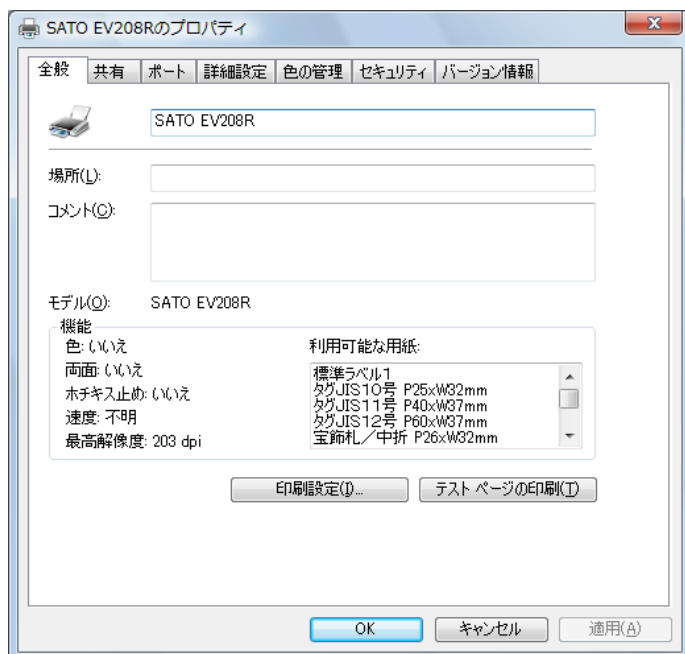 SATO EV208Rのプロパティ
全般 共有 ポート 詳細設定 色の管理 セキュリティ バージョン情報
SATO EV208R
場所(L):
コメント(C):
モデル(O): SATO EV208R
機能
色: いいえ
両面: いいえ
ホチキス止め: いいえ
速度: 不明
最高解像度: 203 dpi
利用可能な用紙:
標準ラベル1
タグJIS10号 P25xW32mm
タグJIS11号 P40xW37mm
タグJIS12号 P60xW37mm
宝飾札／中折 P26xW32mm
印刷設定(I)... テスト ページの印刷(T)
OK キャンセル 適用(A)